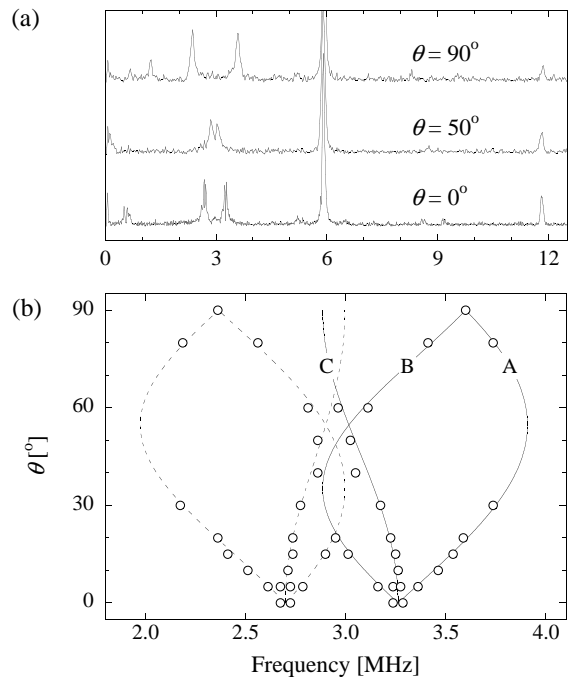 (a)
θ = 90°
θ = 50°
θ = 0°
0 3 6 9 12
(b)
90
60
30
0
θ [°]
C B A
2.0 2.5 3.0 3.5 4.0
Frequency [MHz]